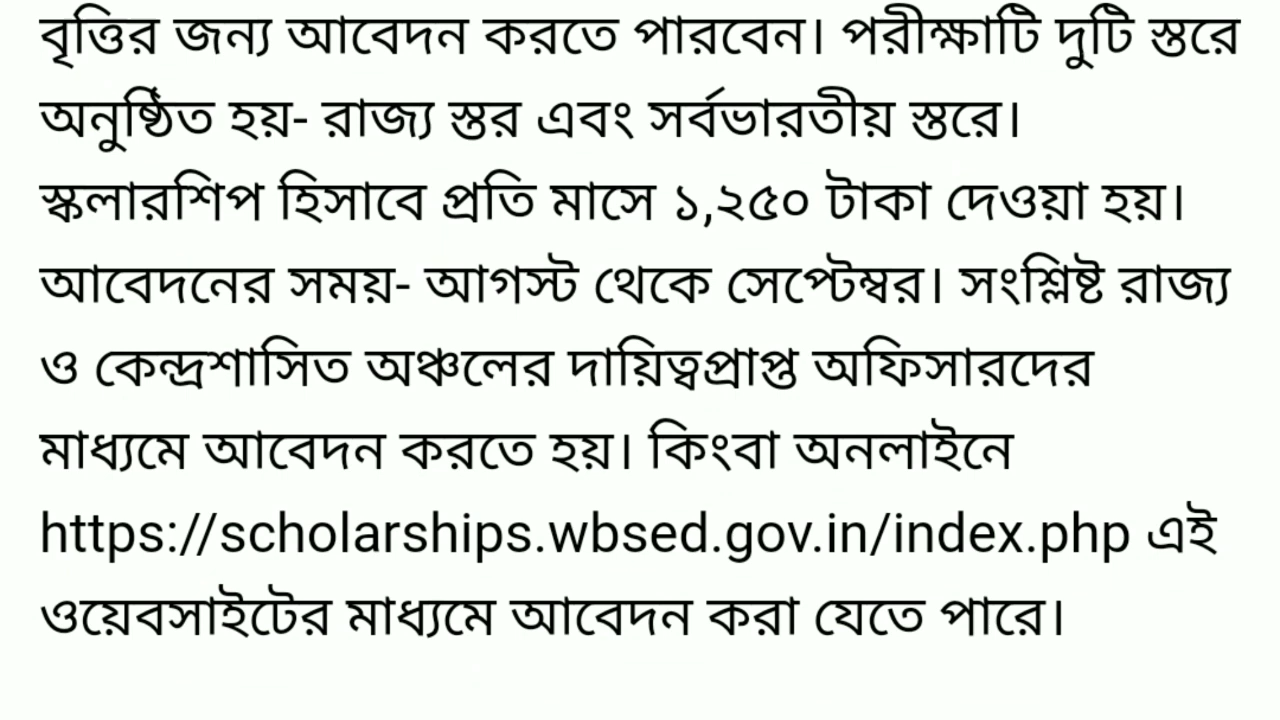 বৃত্তির জন্য আবেদন করতে পারবেন। পরীক্ষাটি দুটি স্তরে
অনুষ্ঠিত হয়- রাজ্য স্তর এবং সর্বভারতীয় স্তরে।
স্কলারশিপ হিসাবে প্রতি মাসে ১,২৫০ টাকা দেওয়া হয়।
আবেদনের সময়- আগস্ট থেকে সেপ্টেম্বর। সংশ্লিষ্ট রাজ্য
ও কেন্দ্রশাসিত অঞ্চলের দায়িত্বপ্রাপ্ত অফিসারদের
মাধ্যমে আবেদন করতে হয়। কিংবা অনলাইনে
https://scholarships.wbsed.gov.in/index.php এই
ওয়েবসাইটের মাধ্যমে আবেদন করা যেতে পারে।